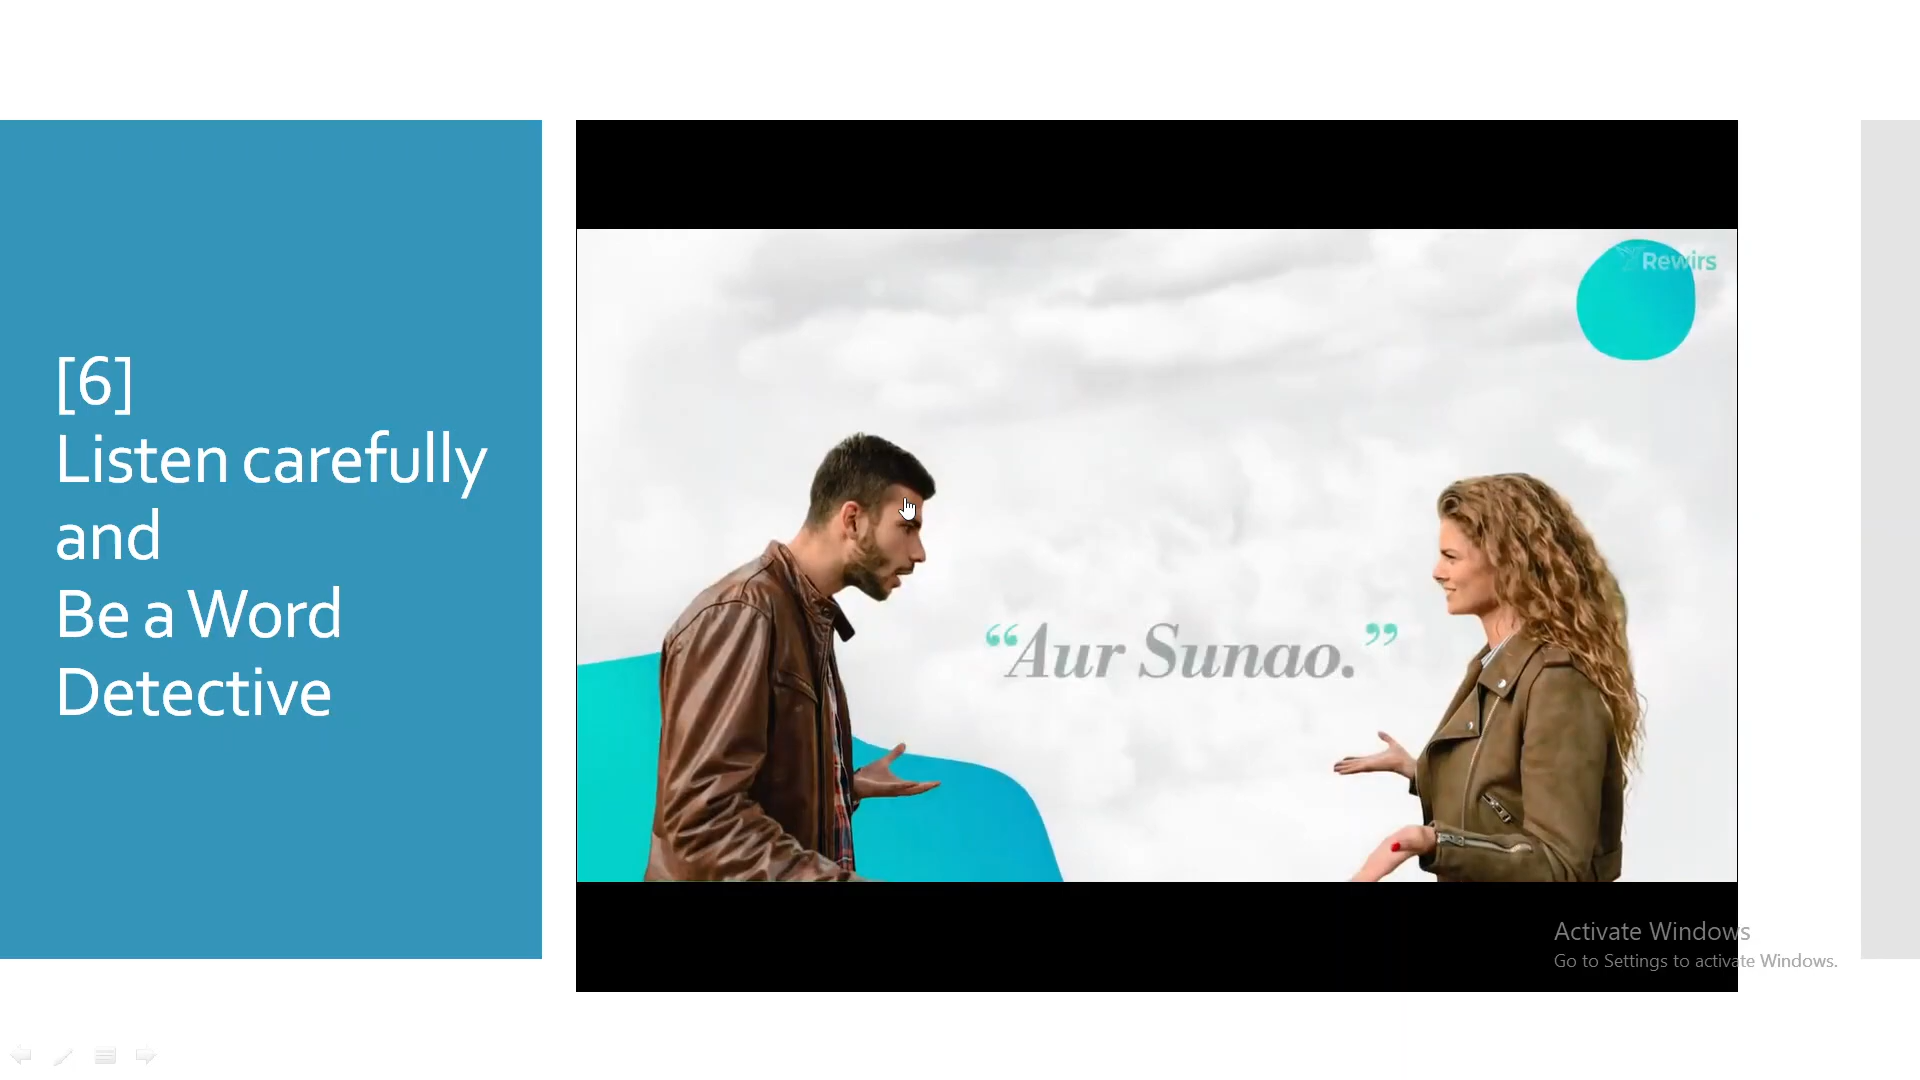 [6]
Listen carefully
and
Be a Word
Detective
Rewirs
“Aur Sunao.”
Activate Windows
Go to Settings to activate Windows.